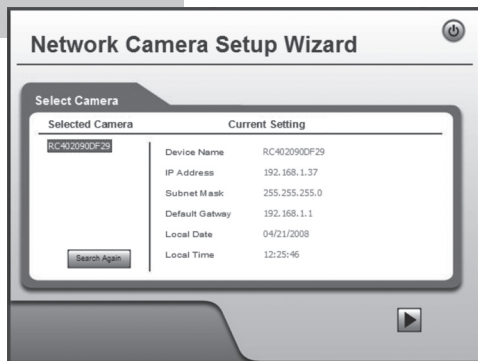 Network Camera Setup Wizard
Select Camera
Selected Camera Current Setting
RC402090DF29
Device Name RC402090DF29
IP Address 192.168.1.37
Subnet Mask 255.255.255.0
Default Gatway 192.168.1.1
Local Date 04/21/2008
Local Time 12:25:46
Search Again